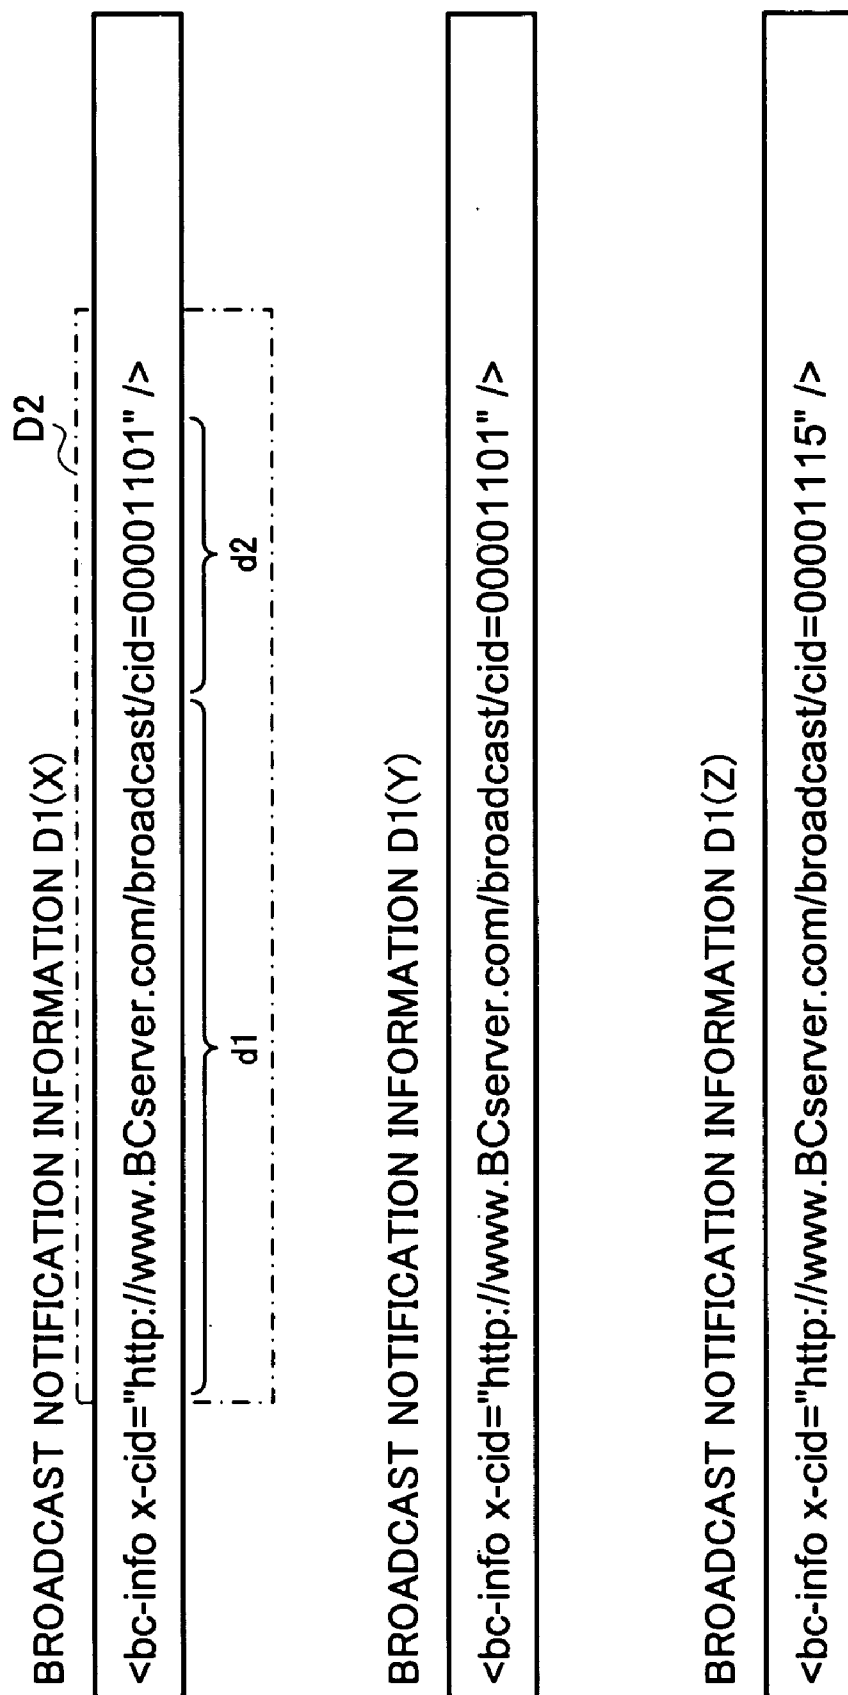 BROADCAST NOTIFICATION INFORMATION D1(X)
D2
<bc-info x-cid="http://www.BCserver.com/broadcast/cid=00001101" />
d1
d2
BROADCAST NOTIFICATION INFORMATION D1(Y)
<bc-info x-cid="http://www.BCserver.com/broadcast/cid=00001101" />
BROADCAST NOTIFICATION INFORMATION D1(Z)
<bc-info x-cid="http://www.BCserver.com/broadcast/cid=00001115" />